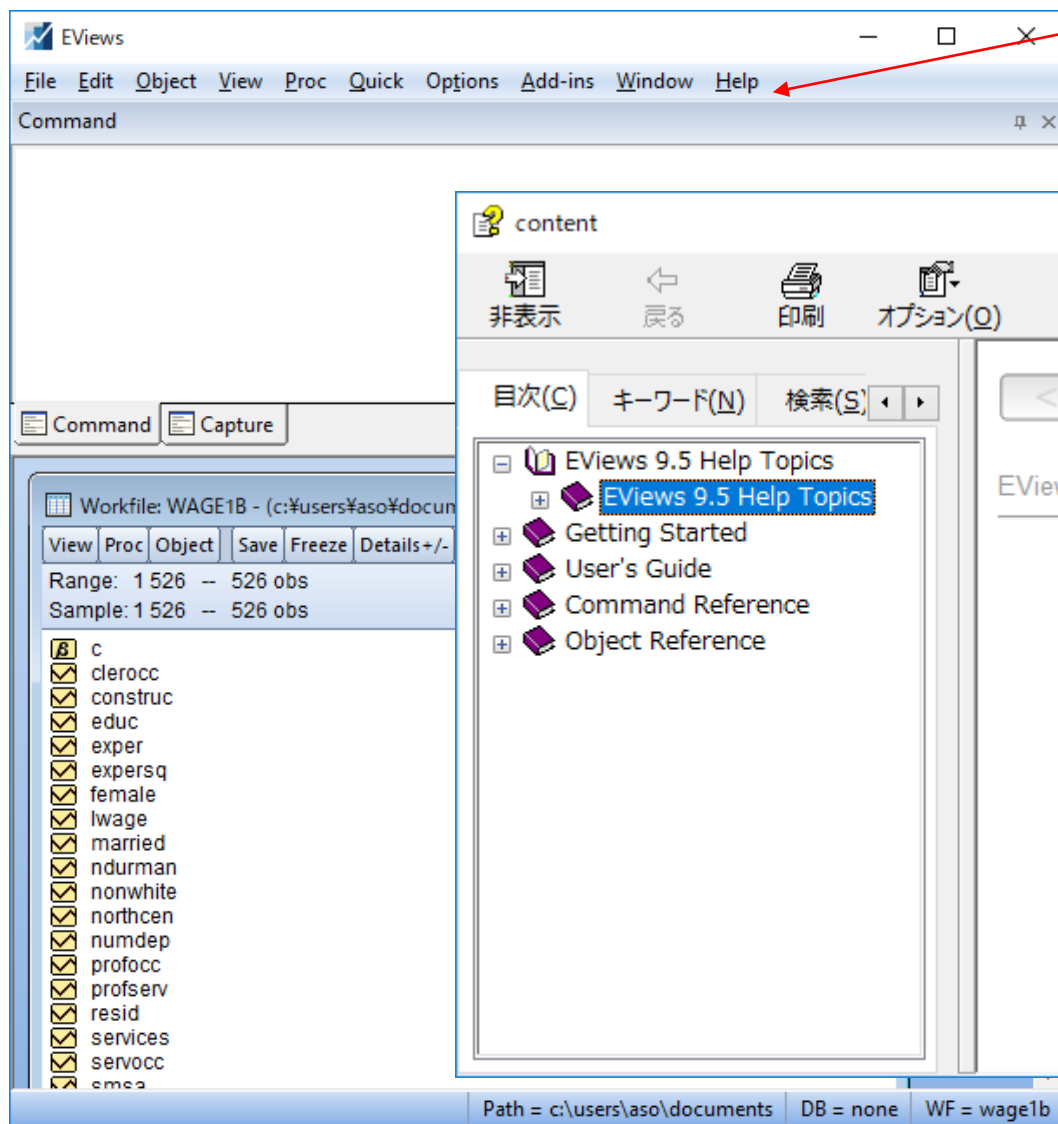 EViews
File Edit Object View Proc Quick Options Add-ins Window Help
Command
content
非表示 戻る 印刷 オプション(O)
目次(C) キーワード(N) 検索(S)
EViews 9.5 Help Topics
EViews 9.5 Help Topics
Getting Started
User's Guide
Command Reference
Object Reference
EView
Command Capture
Workfile: WAGE1B - (c:¥users¥aso¥docum
View Proc Object Save Freeze Details+/-
Range: 1 526 -- 526 obs
Sample: 1 526 -- 526 obs
c
clerocc
construc
educ
exper
expersq
female
lwage
married
ndurman
nonwhite
northcen
numdep
profocc
profserv
resid
services
servocc
smsa
Path = c:\users\aso\documents DB = none WF = wage1b